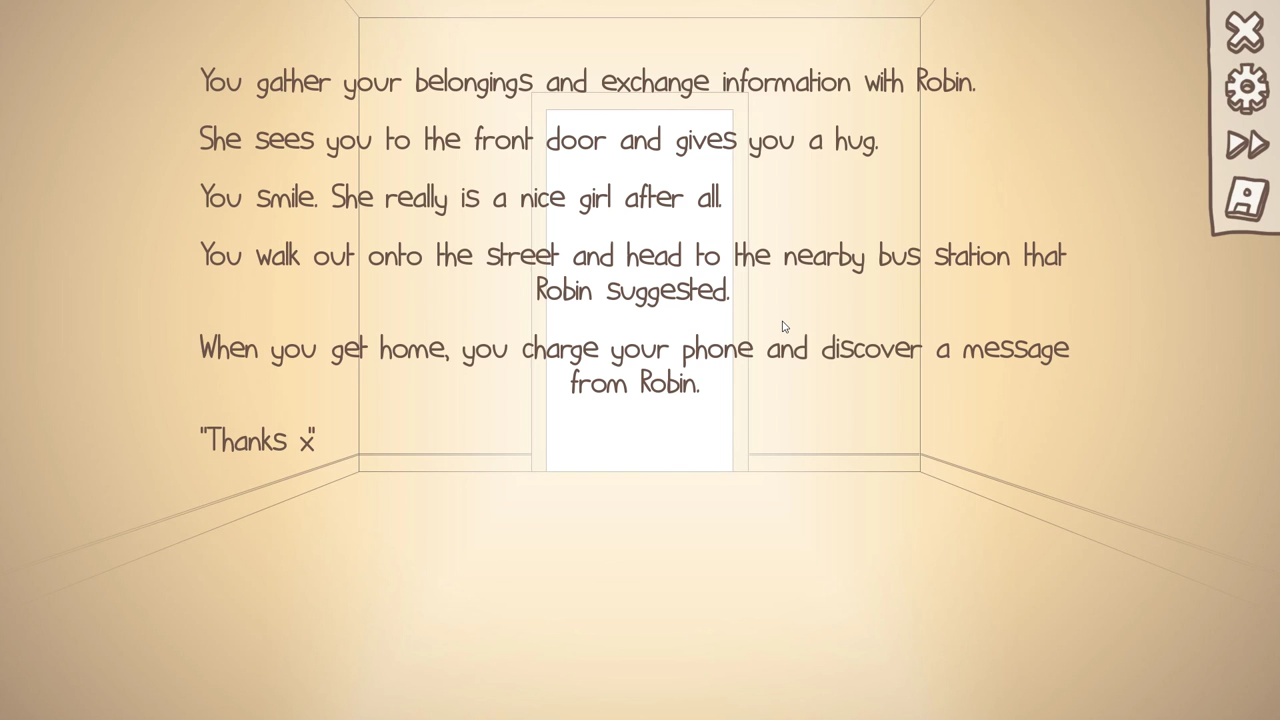 You gather your belongings and exchange information with Robin.
She sees you to the front door and gives you a hug.
You smile. She really is a nice girl after all.
You walk out onto the street and head to the nearby bus station that
Robin suggested.
When you get home, you charge your phone and discover a message
from Robin.
"Thanks x"